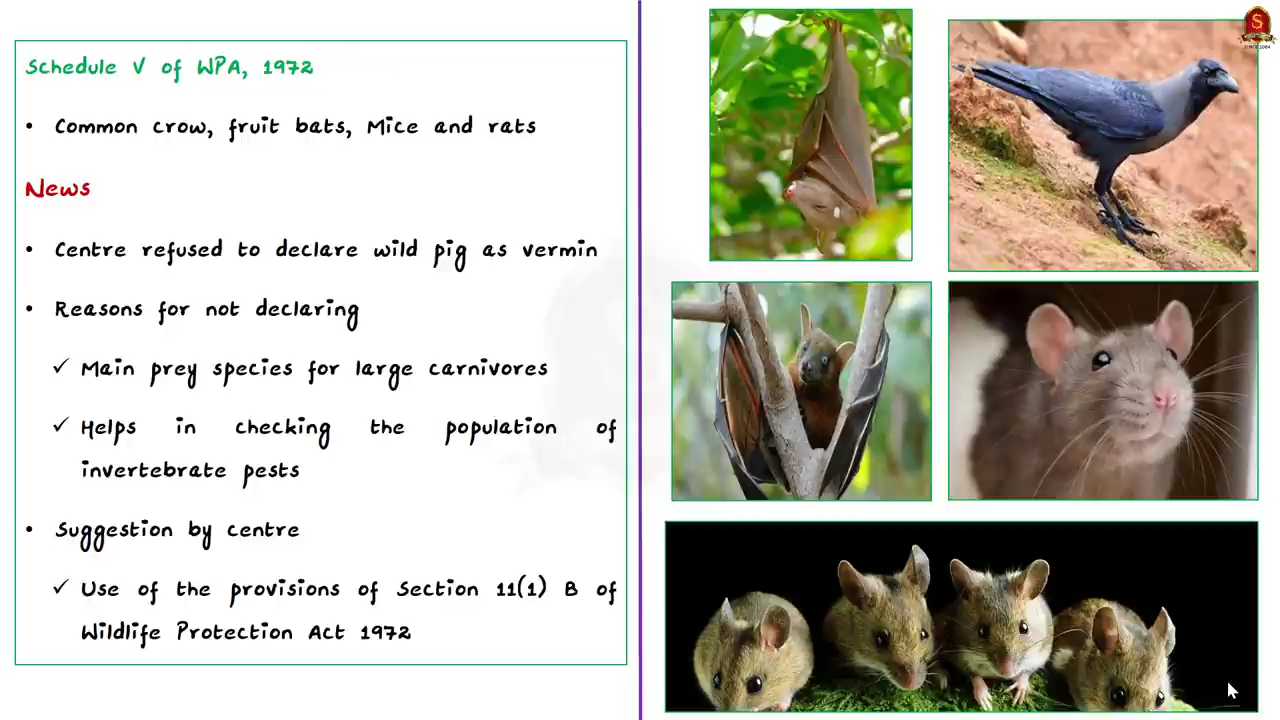 Schedule V of WPA, 1972
• Common crow, fruit bats, Mice and rats
News
• Centre refused to declare wild pig as vermin
• Reasons for not declaring
✓ Main prey species for large carnivores
✓ Helps in checking the population of
invertebrate pests
• Suggestion by centre
✓ Use of the provisions of Section 11(1) B of
Wildlife Protection Act 1972